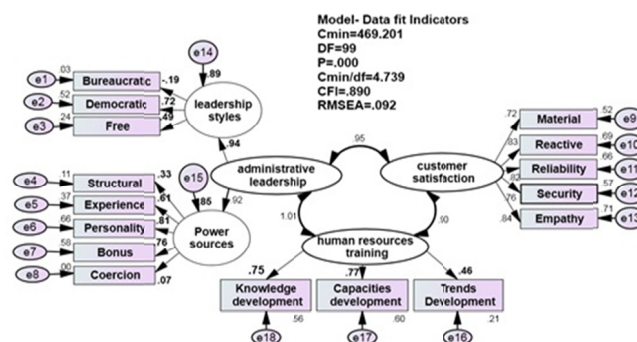 Model- Data fit Indicators
Cmin=469.201
DF=99
P=.000
Cmin/df=4.739
CFI=.890
RMSEA=.092
e14
.89
e1
.03
Bureaucratic
-.19
e2
.52
Democratic
.72
e3
.24
Free
.49
leadership
styles
.94
e15
.85
.92
e4
.11
Structural
.33
e5
.37
Experience
.61
e6
.66
Personality
.81
e7
.58
Bonus
.76
e8
.00
Coercion
.07
Power
sources
administrative
leadership
.95
customer
satisfaction
1.01
.90
human resources
training
.72
Material
.52
e9
.83
Reactive
.69
e10
Reliability
.66
e11
Security
.57
e12
.76
.84
Empathy
.71
e13
.75
.77
.46
Knowledge
development
.56
Capacities
development
.60
Trends
Development
.21
e18
e17
e16